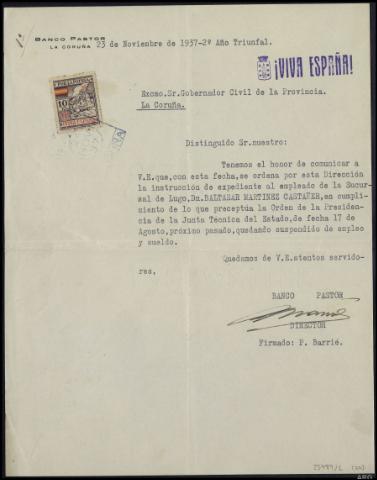 BANCO PASTOR
LA CORUÑA
23 de Noviembre de 1937-2º Año Triunfal.
¡VIVA ESPAÑA!
POR LA PATRIA
10
Excmo.Sr.Gobernador Civil de la Provincia.
La Coruña.
Distinguido Sr.nuestro:
Tenemos el honor de comunicar a
V.E.que,con esta fecha,se ordena por esta Dirección
la instrucción de expediente al empleado de la Sucur-
sal de Lugo,Dn.BALTASAR MARTINEZ CASTAÑER,en cumpli-
miento de lo que preceptúa la Orden de la Presiden-
cia de la Junta Técnica del Estado,de fecha 17 de
Agosto,próximo pasado,quedando suspendido de empleo
y sueldo.
Quedamos de V.E.atentos servido-
res,
BANCO PASTOR
DIRECTOR
Firmado: P. Barrié.